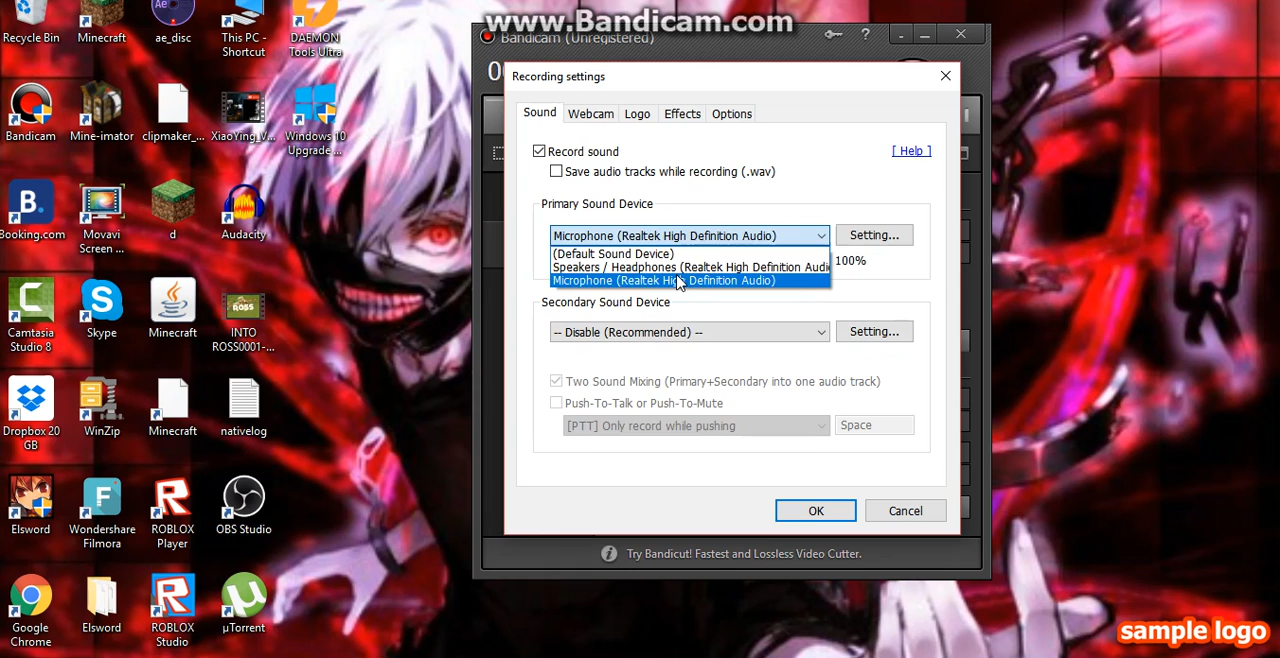 www.Bandicam.com
Recycle Bin
Minecraft
Ae
ae_disc
This PC -
Shortcut
DAEMON
Tools Ultra
Bandicam
Mine-imator
clipmaker_...
XiaoYing_V...
Windows 10
Upgrade ...
B.
Booking.com
Movavi
Screen ...
d
Audacity
Camtasia
Studio 8
Skype
Minecraft
ROSS
INTO
ROSS0001-...
Dropbox 20
GB
WinZip
Minecraft
nativelog
Elsword
Wondershare
Filmora
ROBLOX
Player
OBS Studio
Google
Chrome
Elsword
ROBLOX
Studio
µTorrent
Bandicam (Unregistered)
?
Recording settings
Sound
Webcam
Logo
Effects
Options
Record sound
[ Help ]
Save audio tracks while recording (.wav)
Primary Sound Device
Microphone (Realtek High Definition Audio)
Setting...
(Default Sound Device)
Speakers / Headphones (Realtek High Definition Audi
100%
Microphone (Realtek High Definition Audio)
Secondary Sound Device
-- Disable (Recommended) --
Setting...
Two Sound Mixing (Primary+Secondary into one audio track)
Push-To-Talk or Push-To-Mute
[PTT] Only record while pushing
Space
OK
Cancel
Try Bandicut! Fastest and Lossless Video Cutter.
sample logo